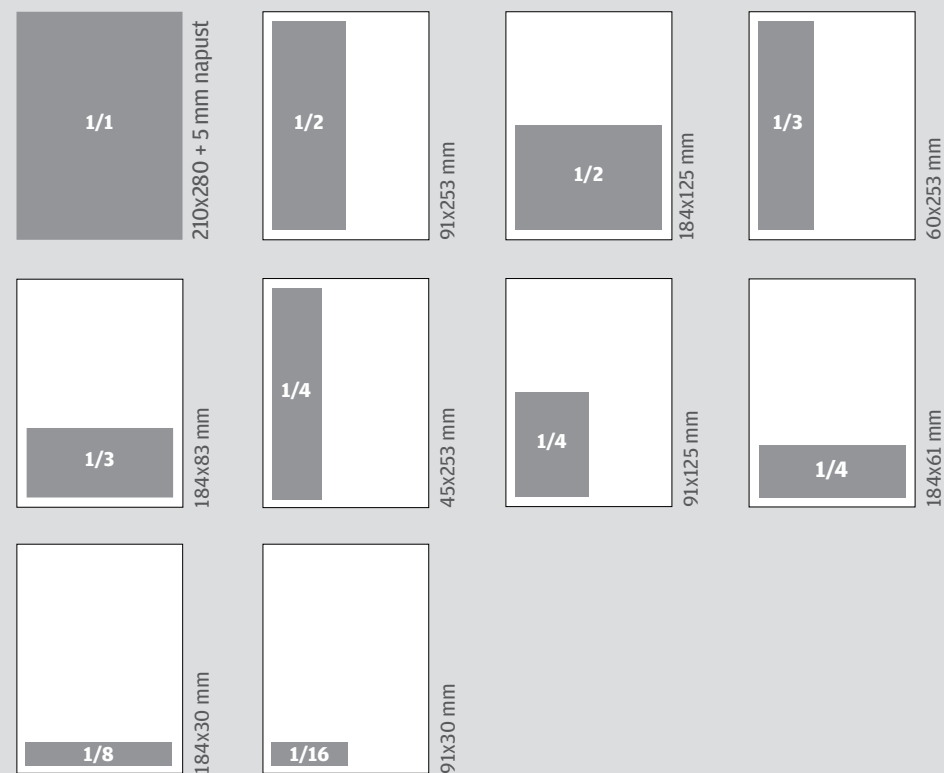 1/1
210x280 + 5 mm napust
1/2
91x253 mm
1/2
184x125 mm
1/3
60x253 mm
1/3
184x83 mm
1/4
45x253 mm
1/4
91x125 mm
1/4
184x61 mm
1/8
184x30 mm
1/16
91x30 mm